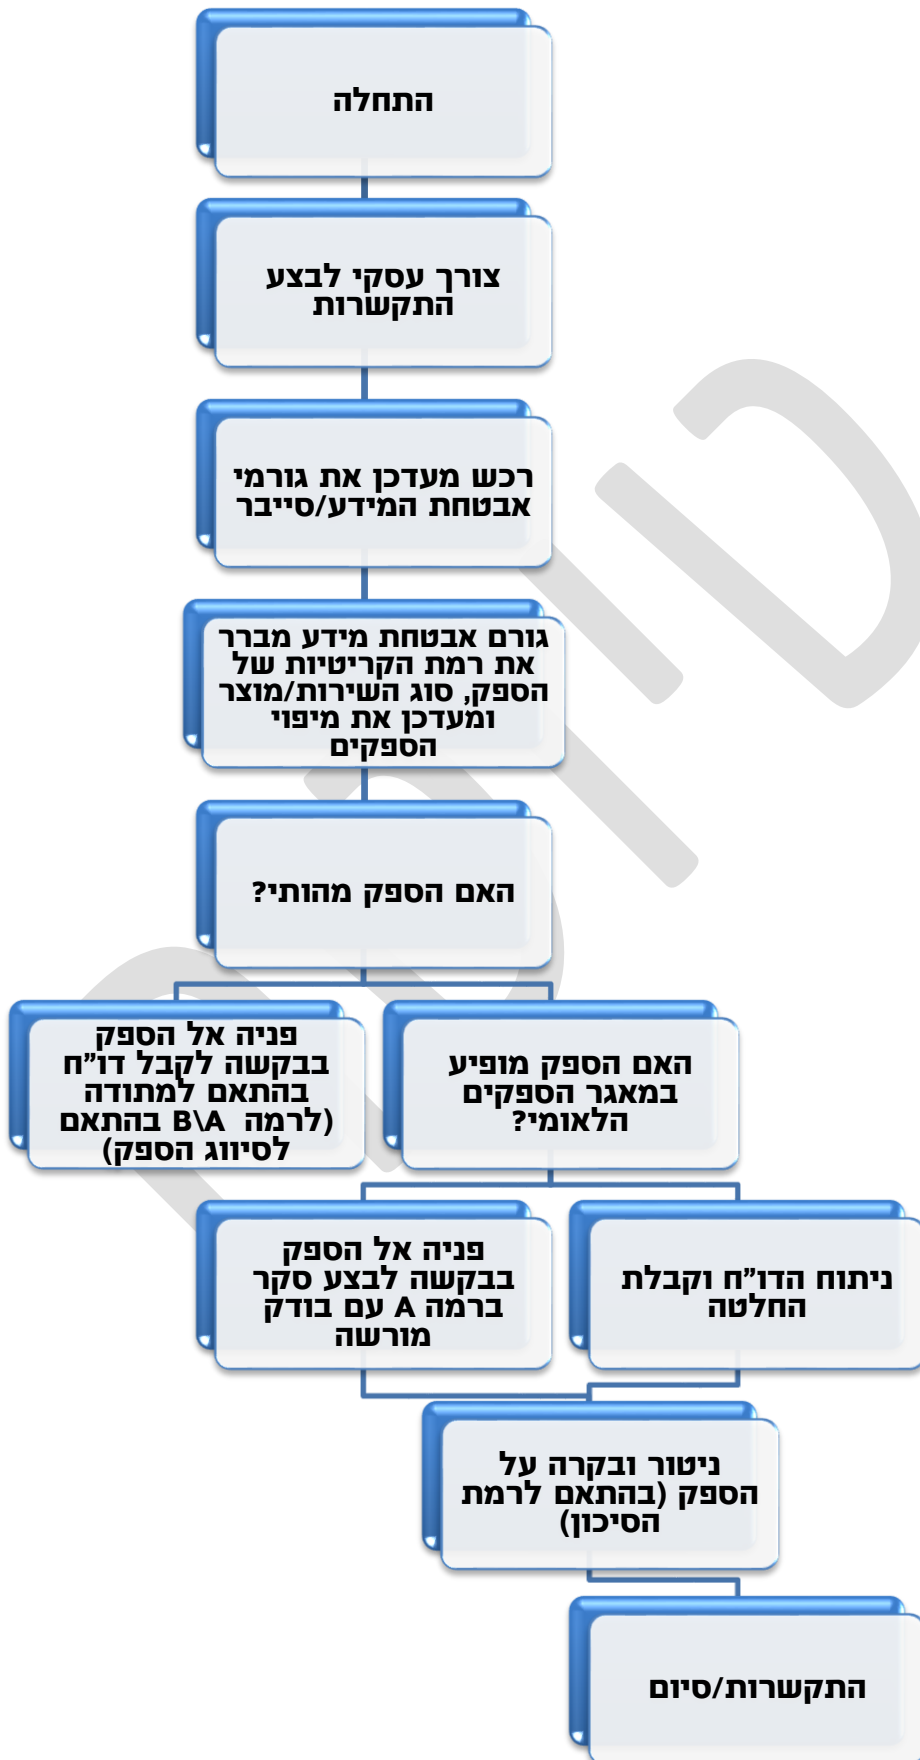 התחלה
צורך עסקי לבצע
התקשרות
רכש מעדכן את גורמי
אבטחת המידע/סייבר
גורם אבטחת מידע מברר
את רמת הקריטיות של
הספק, סוג השירות/מוצר
ומעדכן את מיפוי
הספקים
האם הספק מהותי?
האם הספק מופיע
במאגר הספקים
הלאומי?
פניה אל הספק
בבקשה לקבל דו"ח
בהתאם למתודה
(לרמה B\A בהתאם
לסיווג הספק)
ניתוח הדו"ח וקבלת
החלטה
פניה אל הספק
בבקשה לבצע סקר
ברמה A עם בודק
מורשה
ניטור ובקרה על
הספק (בהתאם לרמת
הסיכון)
התקשרות/סיום